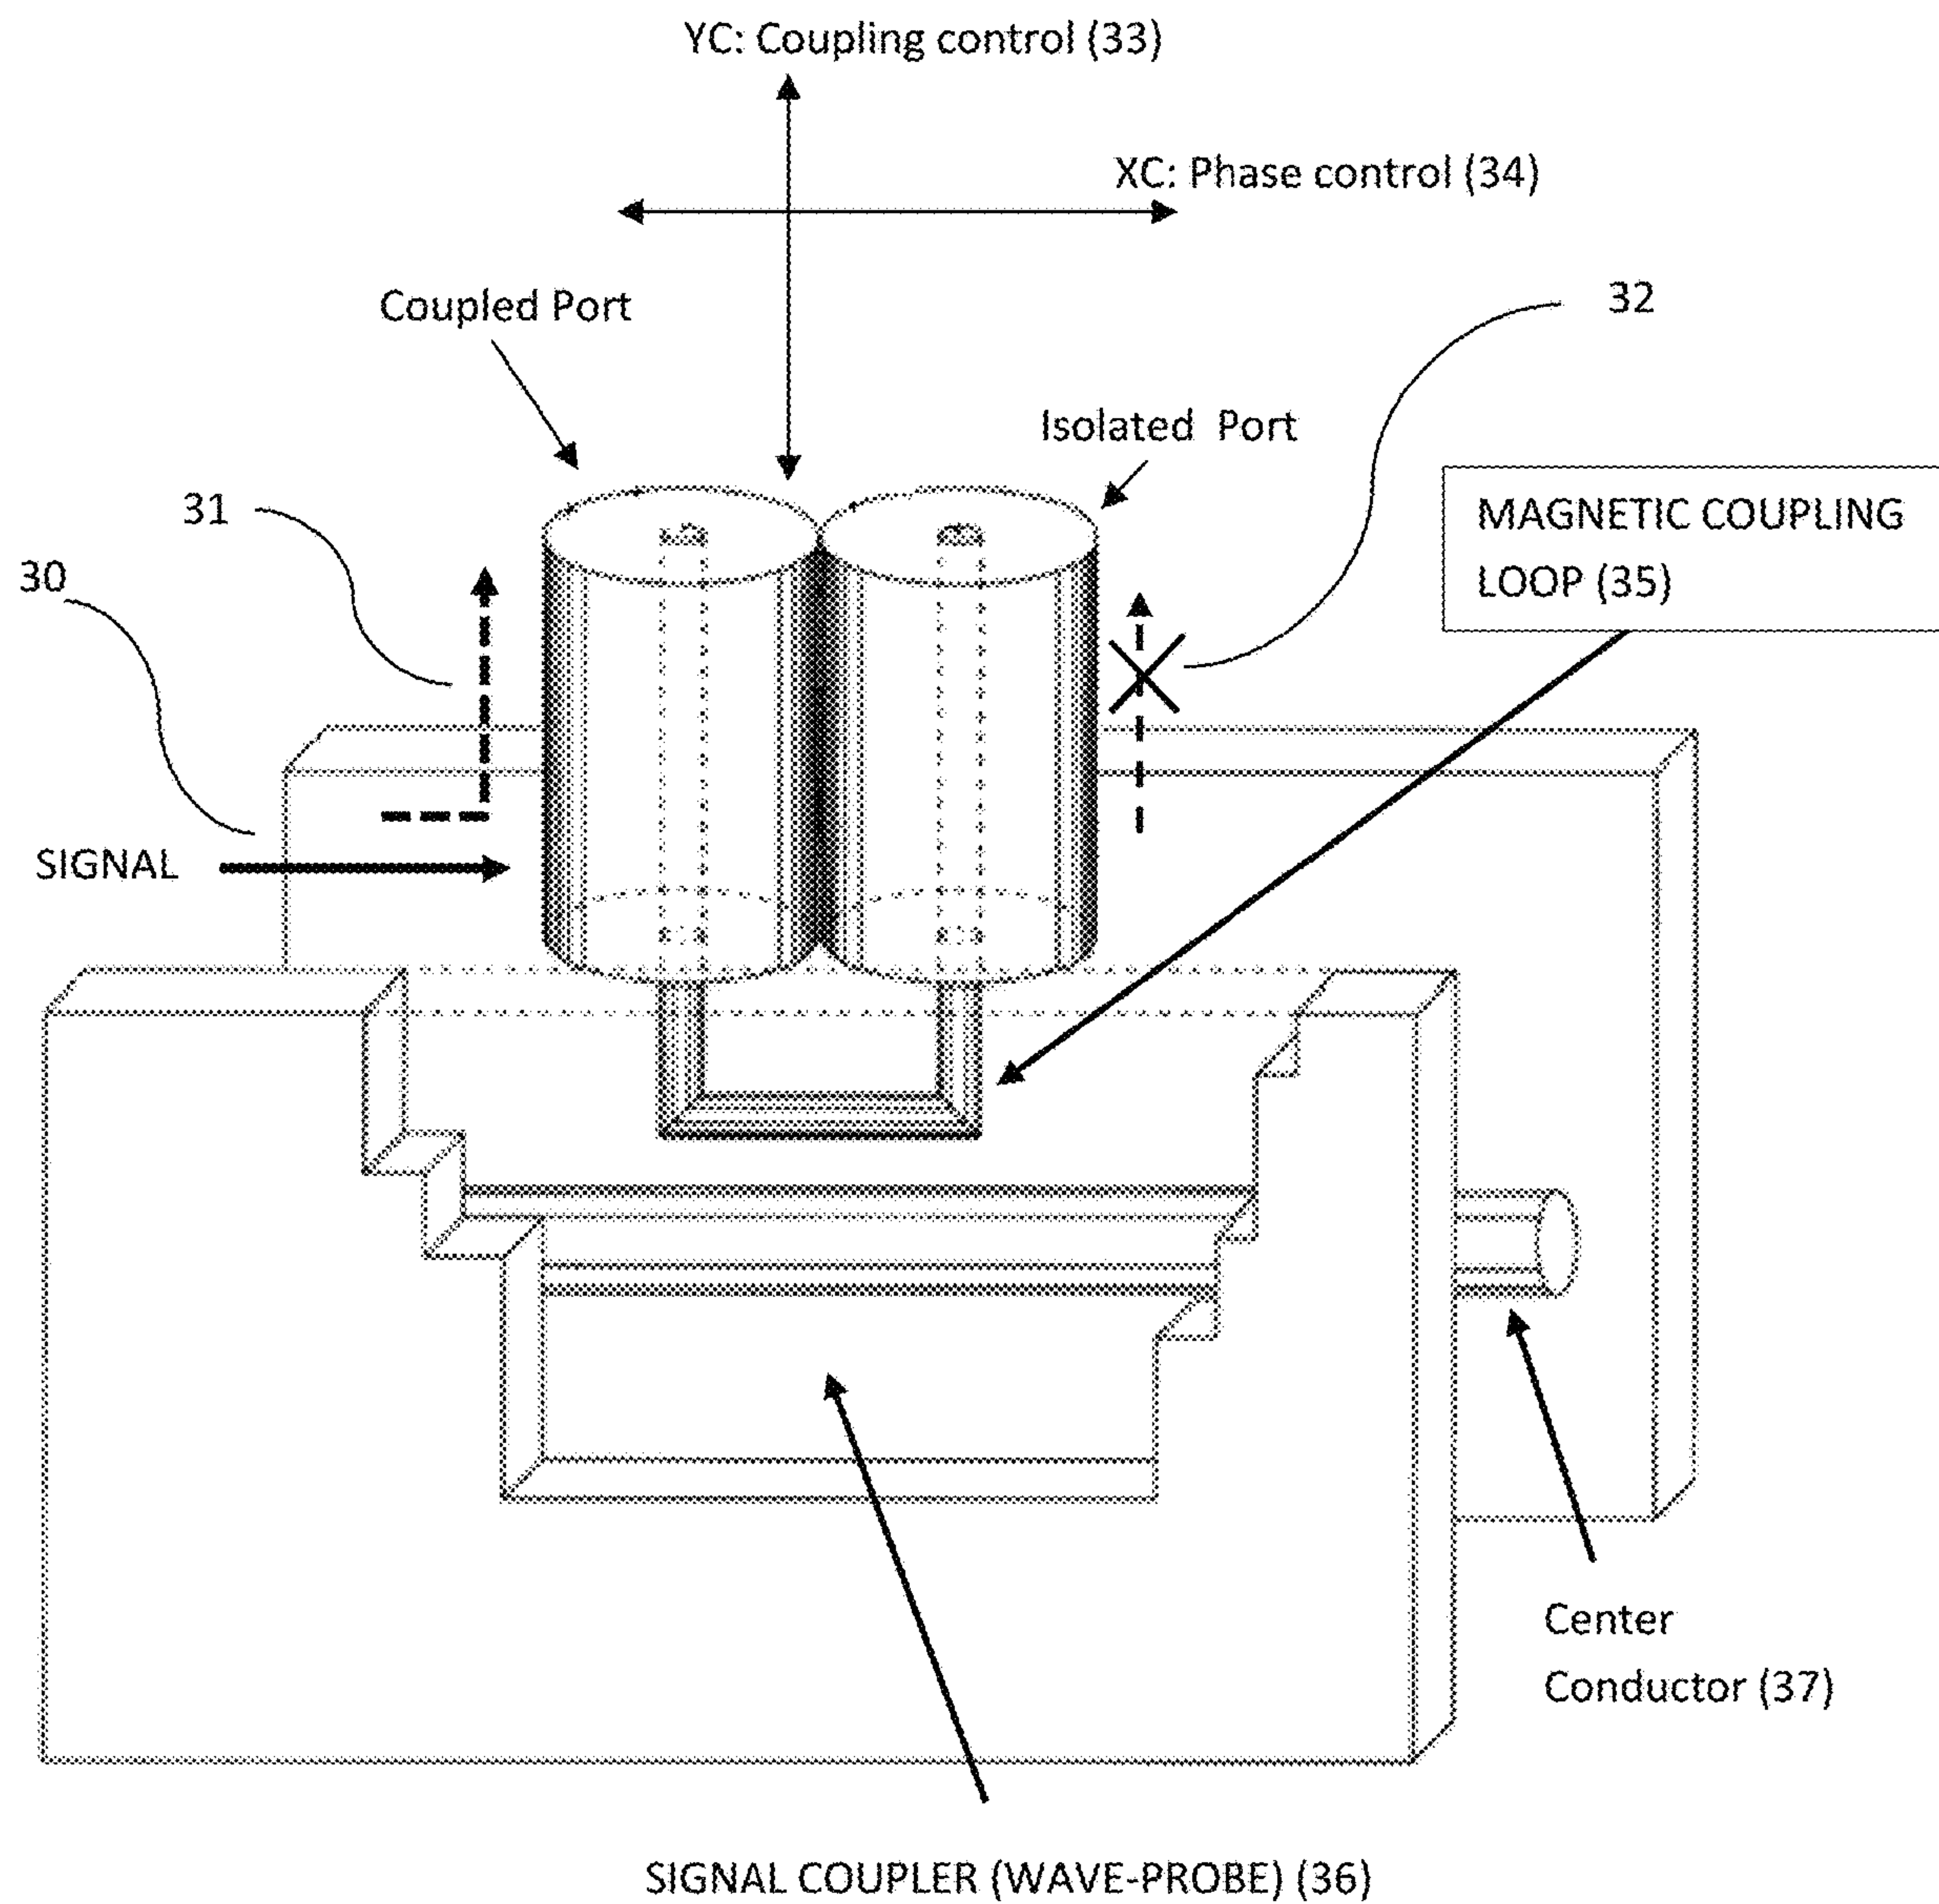 YC: Coupling control (33)
XC: Phase control (34)
Coupled Port
32
Isolated Port
31
MAGNETIC COUPLING
LOOP (35)
30
SIGNAL
Center
Conductor (37)
SIGNAL COUPLER (WAVE-PROBE) (36)